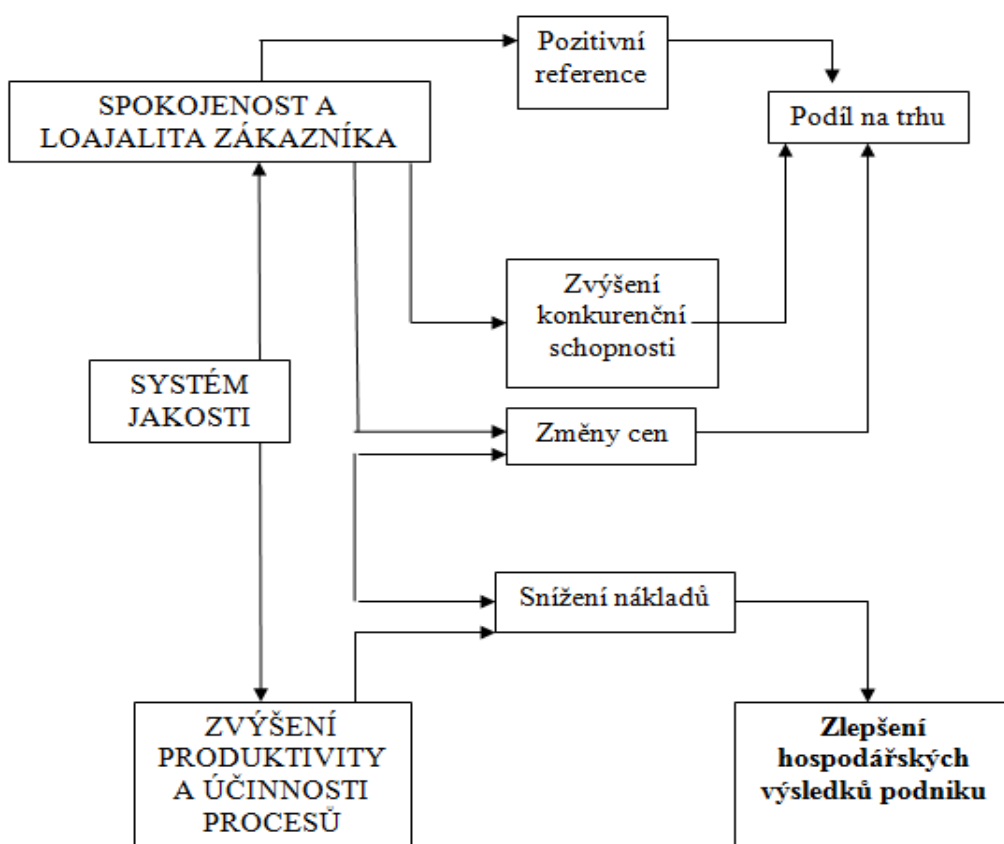 Pozitivní
reference
SPOKOJENOST A
LOAJALITA ZÁKAZNÍKA
Podíl na trhu
Zvýšení
konkurenční
schopnosti
SYSTÉM
JAKOSTI
Změny cen
Snížení nákladů
ZVÝŠENÍ
PRODUKTIVITY
A ÚČINNOSTI
PROCESŮ
Zlepšení
hospodářských
výsledků podniku